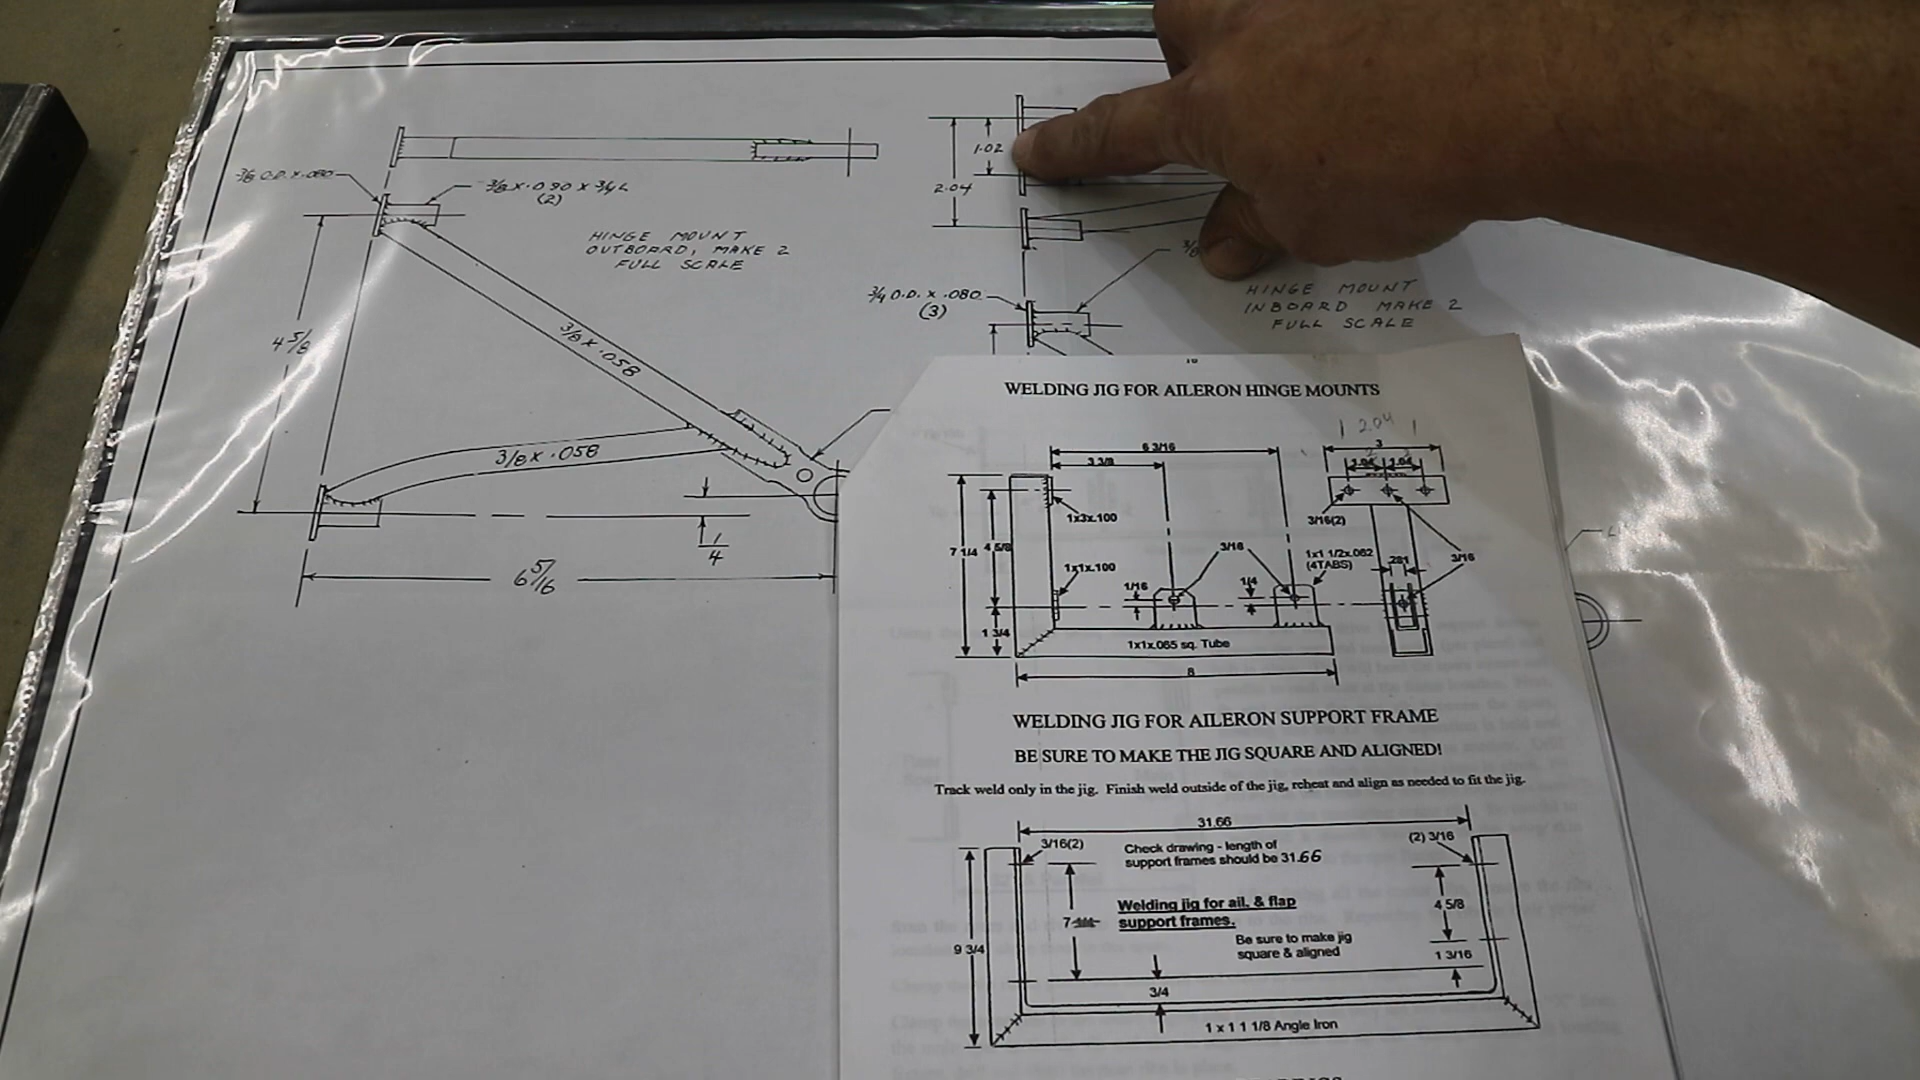 3/8 O.D. X .080
3/8 X .090 X 3/4 L
(2)
HINGE MOUNT
OUTBOARD, MAKE 2
FULL SCALE
4 5/8
3/8 X .058
3/8 X .058
1/4
6 5/16
1.02
2.04
3/4 O.D. X .080
(3)
3/8
HINGE MOUNT
INBOARD MAKE 2
FULL SCALE
WELDING JIG FOR AILERON HINGE MOUNTS
2.04
6 3/16
3 3/8
3
1x3x.100
3/16(2)
7 1/4
4 5/8
3/16
1x1 1/2x.062
(4TABS)
3/16
.281
1x1x.100
1/16
1/4
1 3/4
1x1x.065 sq. Tube
8
WELDING JIG FOR AILERON SUPPORT FRAME
BE SURE TO MAKE THE JIG SQUARE AND ALIGNED!
Track weld only in the jig. Finish weld outside of the jig, reheat and align as needed to fit the jig.
31.66
3/16(2)
Check drawing - length of
support frames should be 31.66
(2) 3/16
Welding jig for ail. & flap
support frames.
7
4 5/8
Be sure to make jig
square & aligned
9 3/4
1 3/16
3/4
1 x 1 1 1/8 Angle Iron